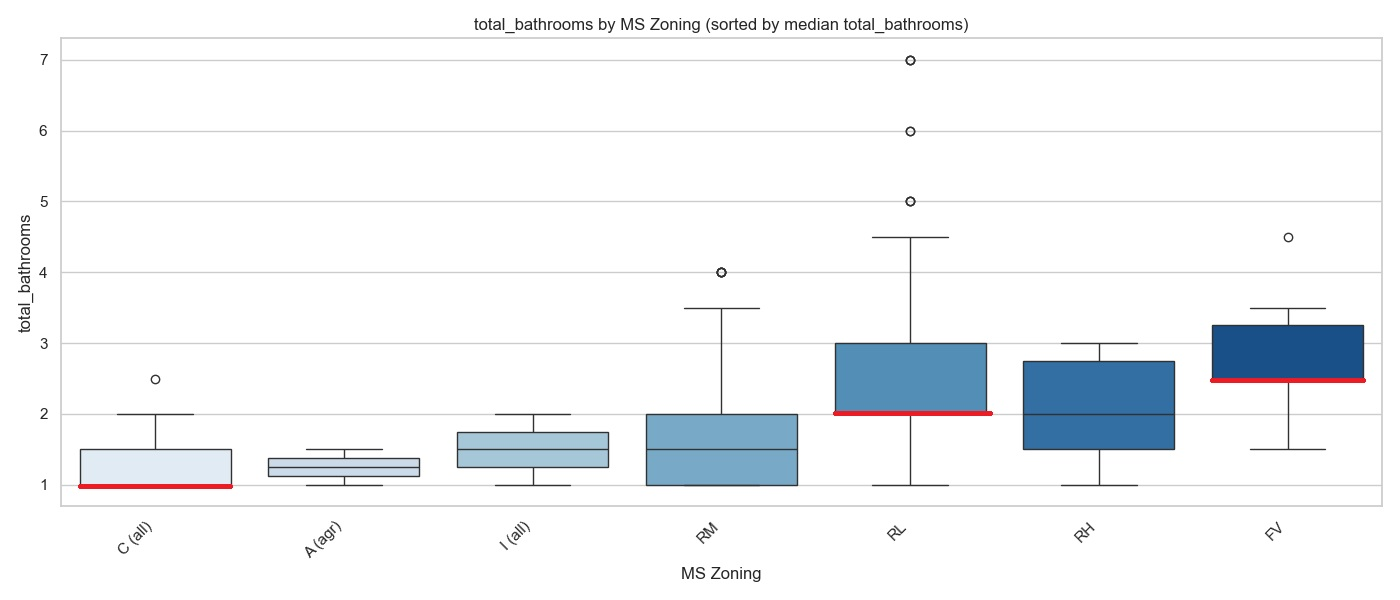 total_bathrooms by MS Zoning (sorted by median total_bathrooms)
total_bathrooms
7
6
5
4
3
2
1
C (all)
A (agr)
I (all)
RM
RL
RH
FV
MS Zoning